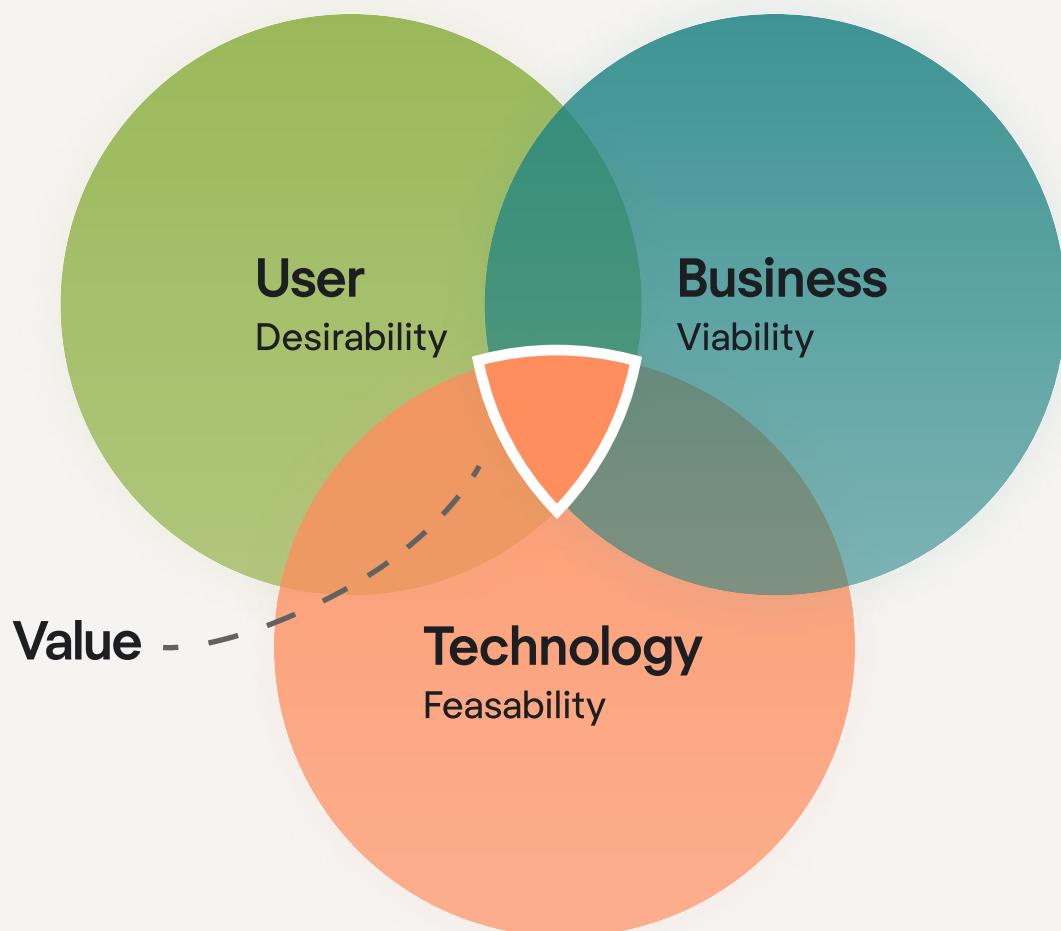 User
Desirability
Business
Viability
Value
Technology
Feasability